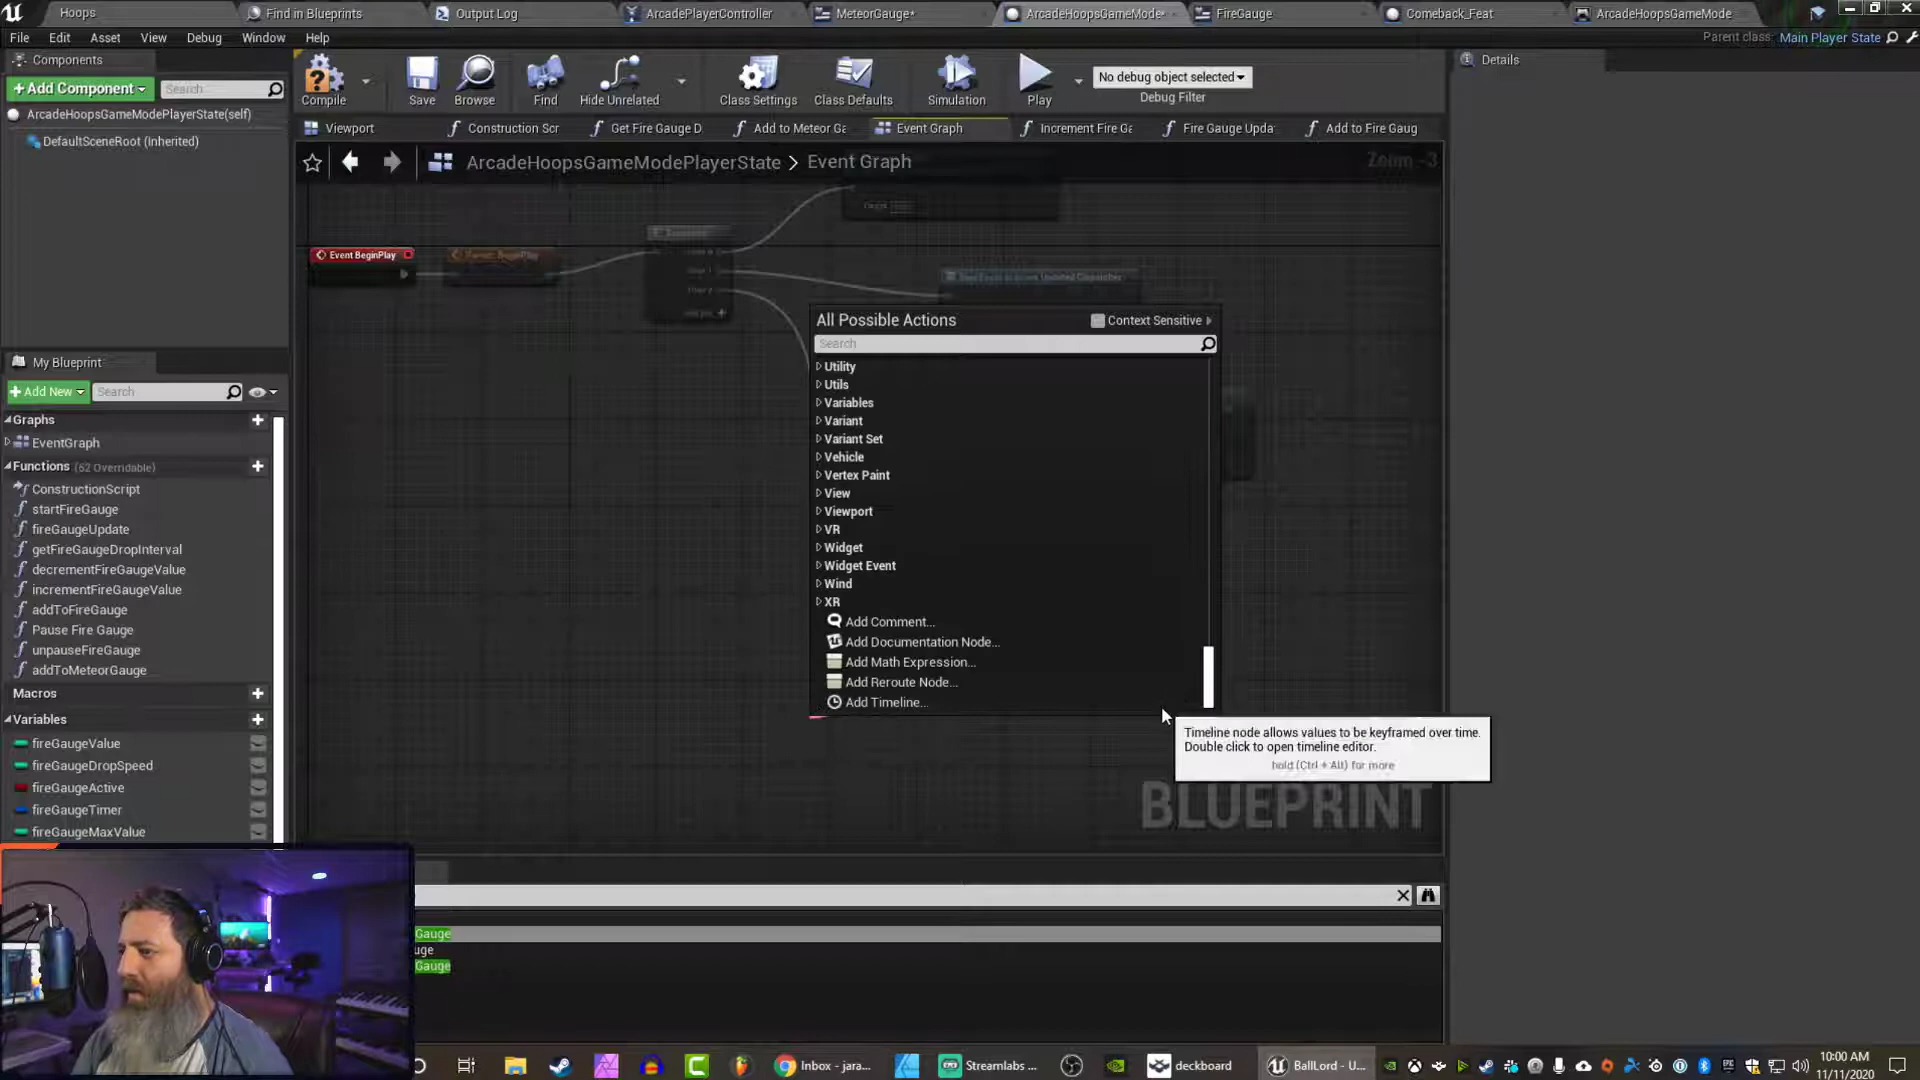 Hoops
Find in Blueprints
Output Log
ArcadePlayerController
MeteorGauge*
ArcadeHoopsGameMode*
FireGauge
Comeback_Feat
ArcadeHoopsGameMode
File Edit Asset View Debug Window Help
Parent class: Main Player State
Components
+Add Component
Search
ArcadeHoopsGameModePlayerState(self)
DefaultSceneRoot (Inherited)
Compile
Save
Browse
Find
Hide Unrelated
Class Settings
Class Defaults
Simulation
Play
No debug object selected
Debug Filter
Details
Viewport
Construction Scr
Get Fire Gauge D
Add to Meteor Ga
Event Graph
Increment Fire Ga
Fire Gauge Upda
Add to Fire Gaug
ArcadeHoopsGameModePlayerState > Event Graph
Zoom -3
Event BeginPlay
All Possible Actions
Context Sensitive
Search
Utility
Utils
Variables
Variant
Variant Set
Vehicle
Vertex Paint
View
Viewport
VR
Widget
Widget Event
Wind
XR
Add Comment...
Add Documentation Node...
Add Math Expression...
Add Reroute Node...
Add Timeline...
Timeline node allows values to be keyframed over time.
Double click to open timeline editor.
hold (Ctrl + Alt) for more
BLUEPRINT
My Blueprint
+Add New
Search
Graphs
EventGraph
Functions (62 Overridable)
ConstructionScript
startFireGauge
fireGaugeUpdate
getFireGaugeDropInterval
decrementFireGaugeValue
incrementFireGaugeValue
addToFireGauge
Pause Fire Gauge
unpauseFireGauge
addToMeteorGauge
Macros
Variables
fireGaugeValue
fireGaugeDropSpeed
fireGaugeActive
fireGaugeTimer
fireGaugeMaxValue
Gauge
uge
Gauge
Inbox - jara...
Streamlabs ...
deckboard
BallLord - U...
10:00 AM
11/11/2020